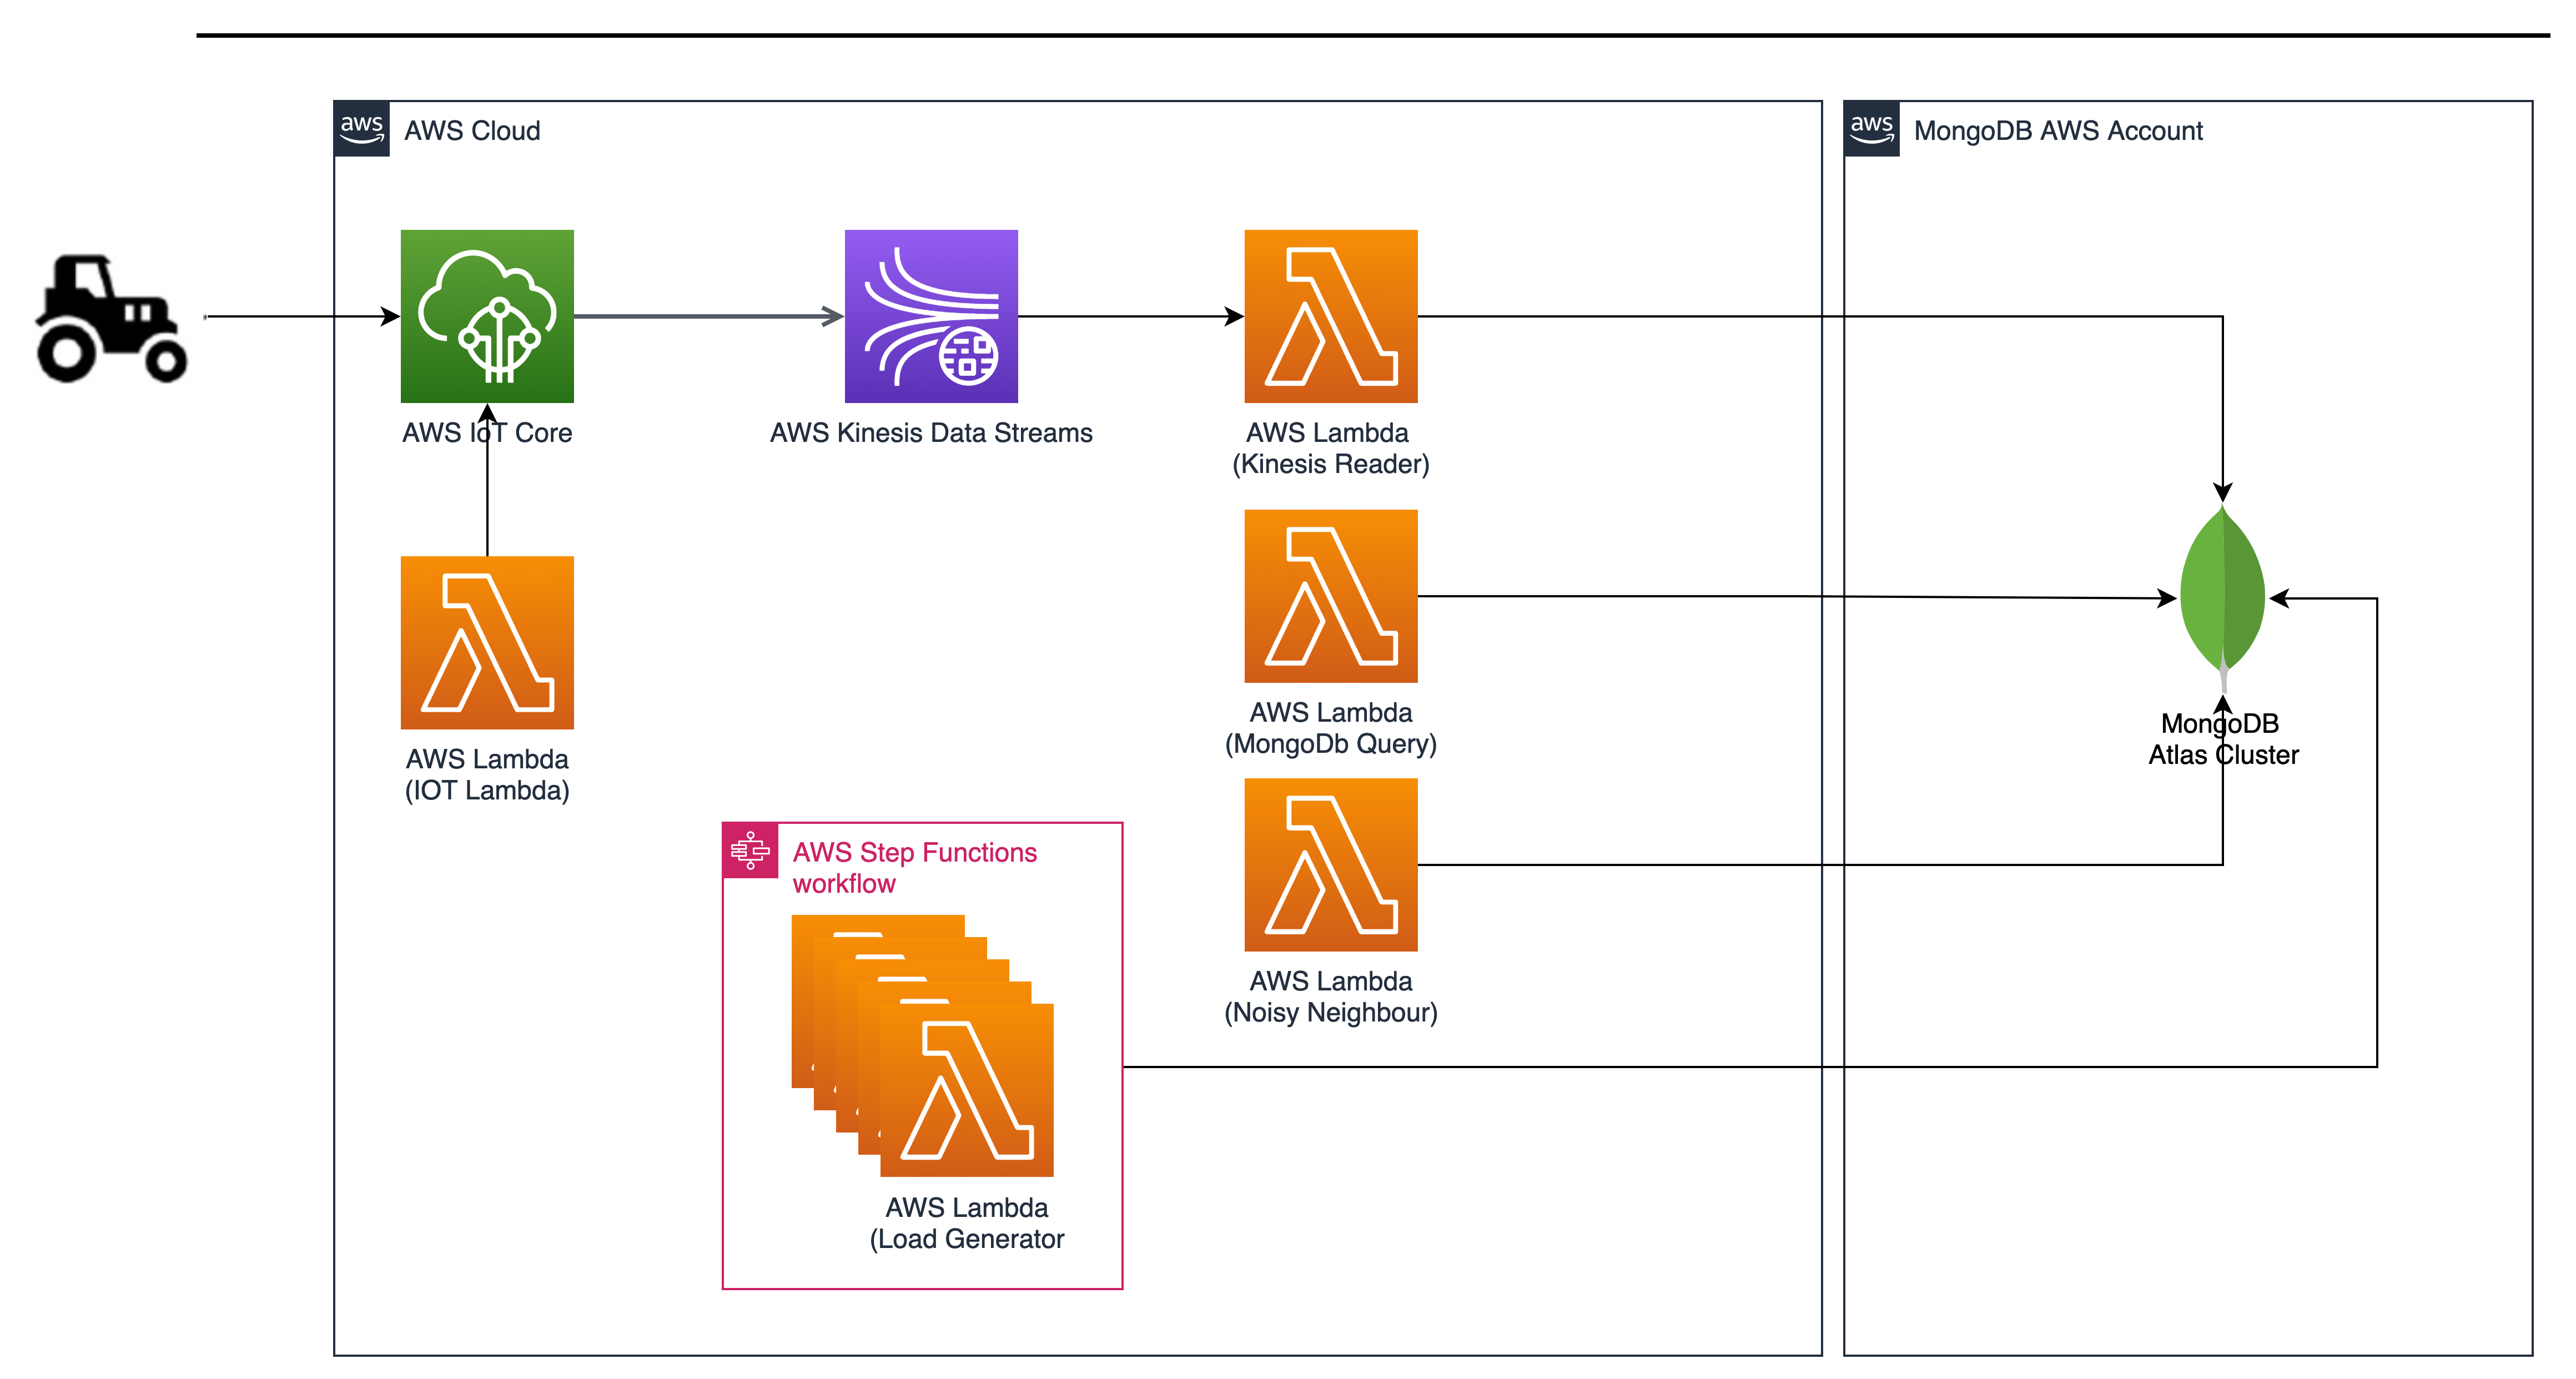 aws
AWS Cloud
aws
MongoDB AWS Account
AWS IoT Core
AWS Kinesis Data Streams
AWS Lambda
(Kinesis Reader)
AWS Lambda
(IOT Lambda)
AWS Lambda
(MongoDb Query)
MongoDB
Atlas Cluster
AWS Step Functions
workflow
AWS Lambda
(Noisy Neighbour)
AWS Lambda
(Load Generator